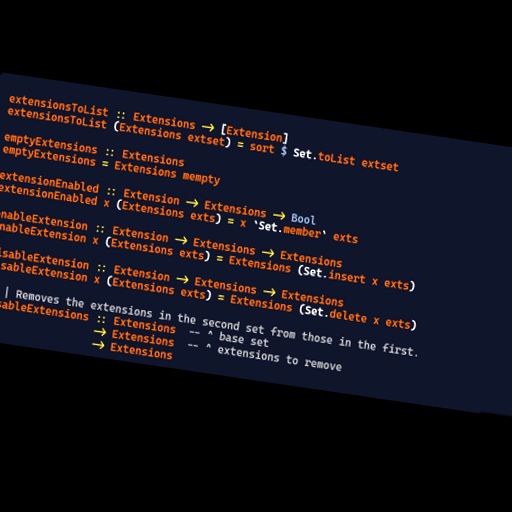 extensionsToList :: Extensions → [Extension]
extensionsToList (Extensions extset) = sort $ Set.toList extset
emptyExtensions :: Extensions
emptyExtensions = Extensions mempty
extensionEnabled :: Extension → Extensions → Bool
extensionEnabled x (Extensions exts) = x `Set.member` exts
nableExtension :: Extension → Extensions → Extensions
nableExtension x (Extensions exts) = Extensions (Set.insert x exts)
isableExtension :: Extension → Extensions → Extensions
isableExtension x (Extensions exts) = Extensions (Set.delete x exts)
| Removes the extensions in the second set from those in the first.
sableExtensions :: Extensions -- ^ base set
→ Extensions -- ^ extensions to remove
→ Extensions